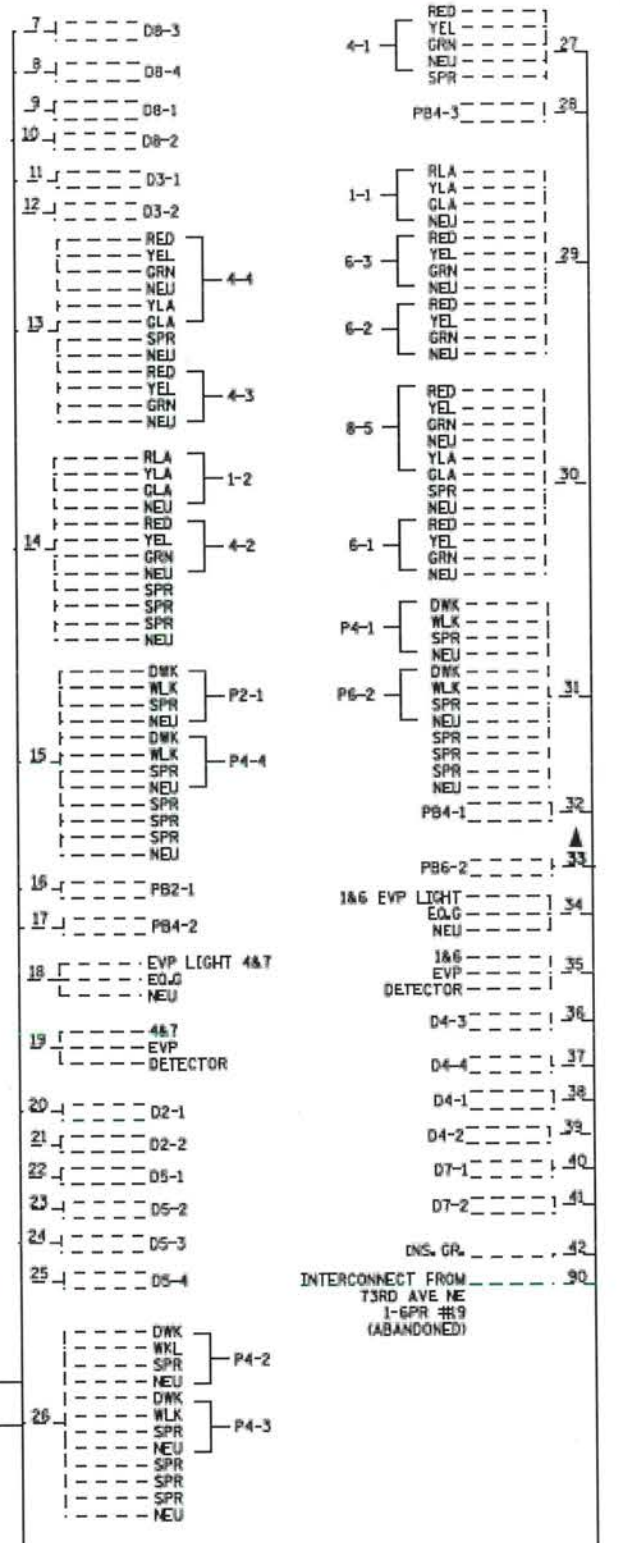 7 D8-3
8 D8-4
9 D8-1
10 D8-2
11 D3-1
12 D3-2
RED
YEL
GRN
NEU
YLA
GLA
4-4
13
SPR
NEU
RED
YEL
GRN
NEU
4-3
RLA
YLA
GLA
NEU
1-2
RED
YEL
GRN
NEU
4-2
14
SPR
SPR
SPR
NEU
DWK
WLK
SPR
NEU
P2-1
DWK
WLK
SPR
NEU
P4-4
15
SPR
SPR
SPR
NEU
16 PB2-1
17 PB4-2
EVP LIGHT 4&7
18 EQ.G
NEU
4&7
19 EVP
DETECTOR
20 D2-1
21 D2-2
22 D5-1
23 D5-2
24 D5-3
25 D5-4
DWK
WKL
SPR
NEU
P4-2
DWK
WLK
SPR
NEU
P4-3
26
SPR
SPR
SPR
NEU
RED
YEL
4-1 GRN 27
NEU
SPR
PB4-3 28
RLA
YLA
1-1
GLA
NEU
RED
YEL 29
6-3
GRN
NEU
RED
YEL
6-2
GRN
NEU
RED
YEL
GRN
8-5
NEU
YLA
GLA 30
SPR
NEU
RED
YEL
6-1
GRN
NEU
DWK
WLK
P4-1
SPR
NEU
DWK
WLK
P6-2 31
SPR
NEU
SPR
SPR
SPR
NEU
PB4-1 32
PB6-2 33
1&6 EVP LIGHT
EQ.G 34
NEU
1&6
EVP 35
DETECTOR
D4-3 36
D4-4 37
D4-1 38
D4-2 39
D7-1 40
D7-2 41
INS. GR. 42
INTERCONNECT FROM 90
73RD AVE NE
1-6PR #19
(ABANDONED)